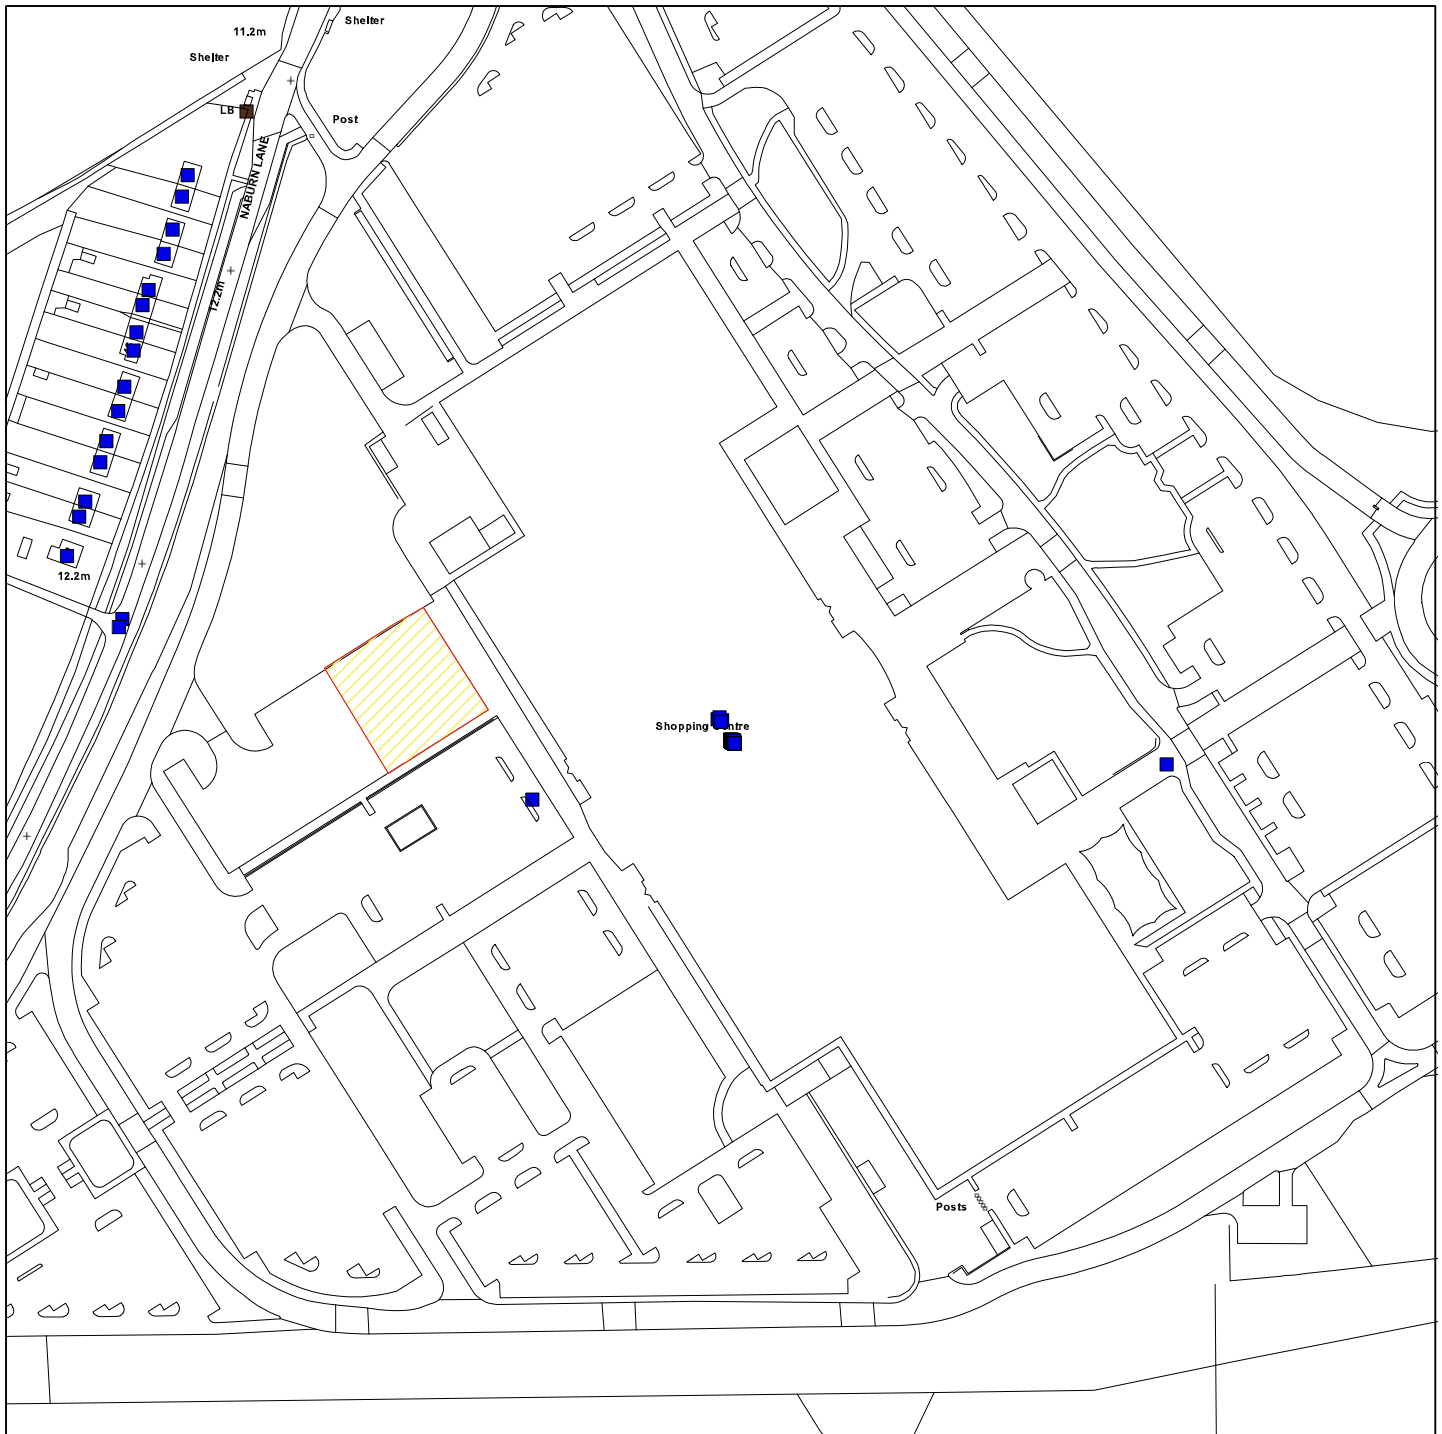 Shelter
11.2m
Shelter
LB
Post
NABURN LANE
12.2m
12.2m
Shopping Centre
Posts